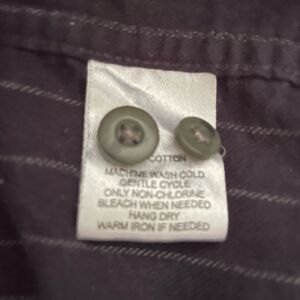 COTTON
MACHINE WASH COLD
GENTLE CYCLE
ONLY NON-CHLORINE
BLEACH WHEN NEEDED
HANG DRY
WARM IRON IF NEEDED